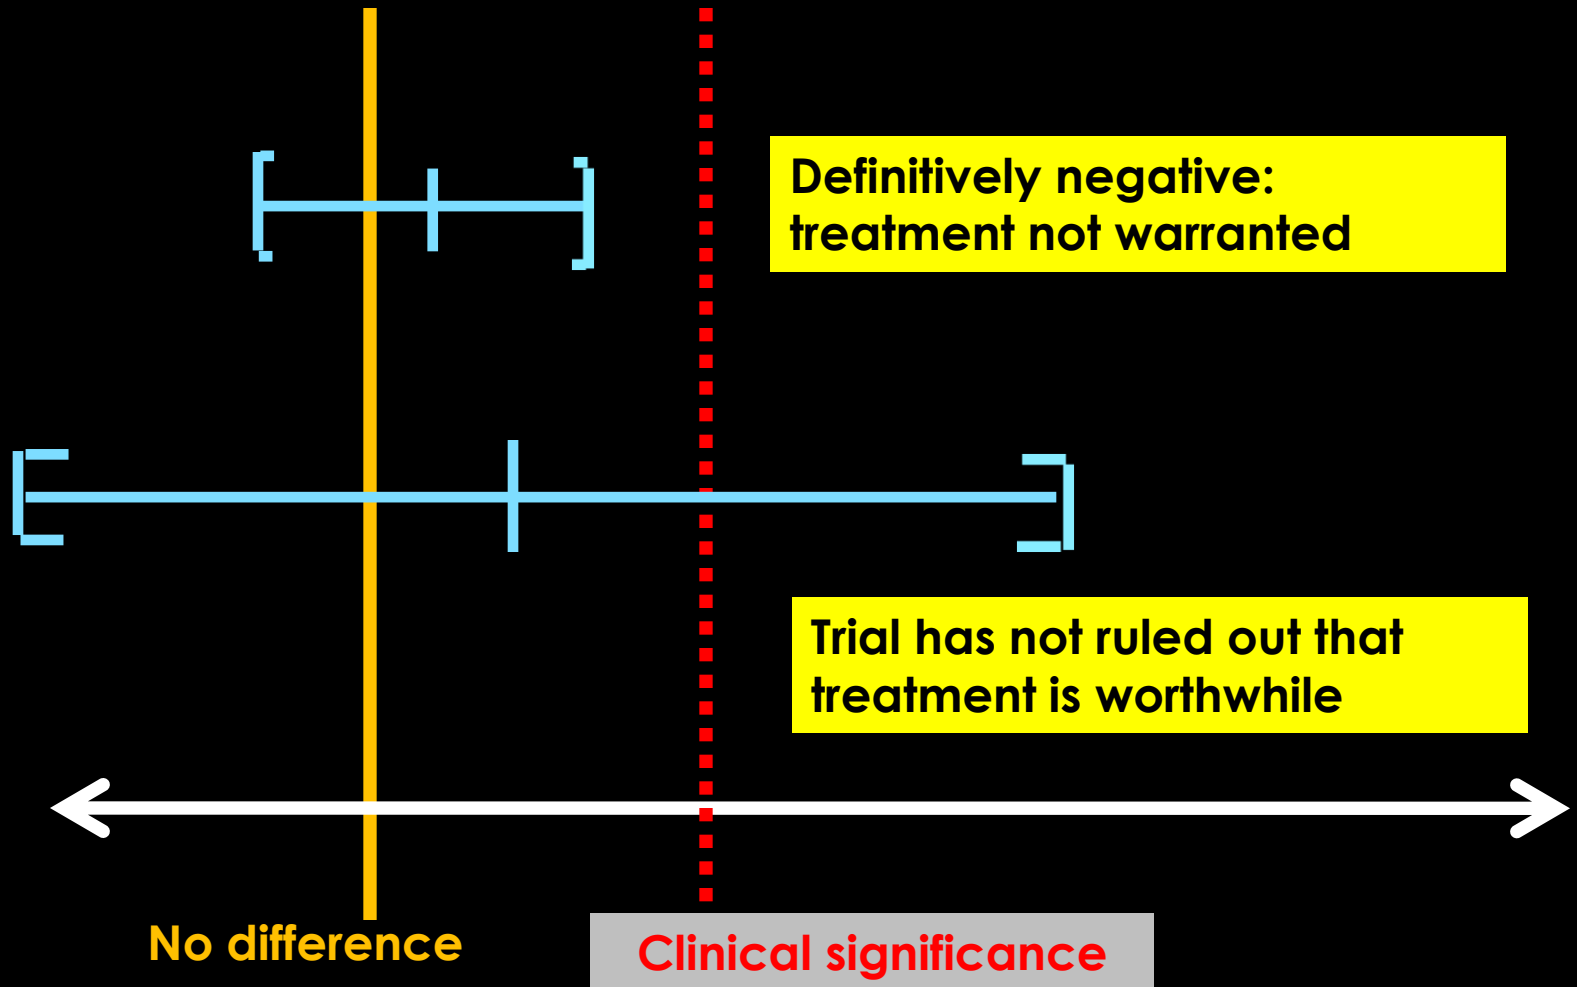 Definitively negative:
treatment not warranted
Trial has not ruled out that
treatment is worthwhile
No difference
Clinical significance